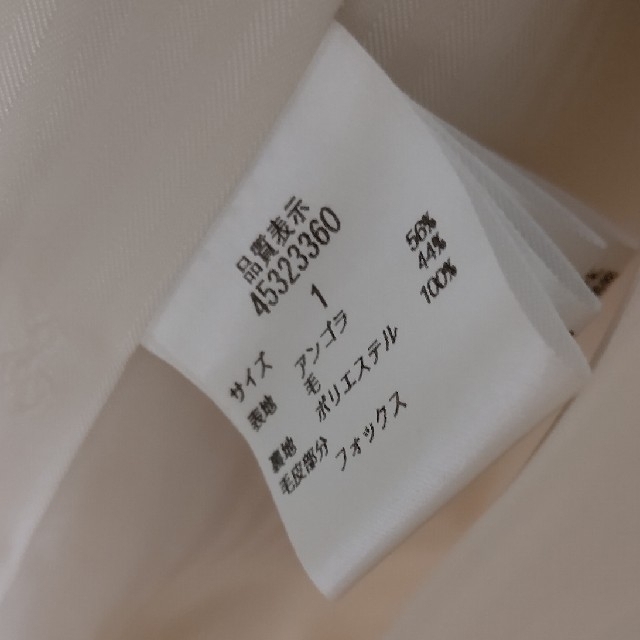 品質表示
45323360
サイズ 1
表地 アンゴラ 56%
毛 44%
裏地 ポリエステル 100%
毛皮部分 フォックス